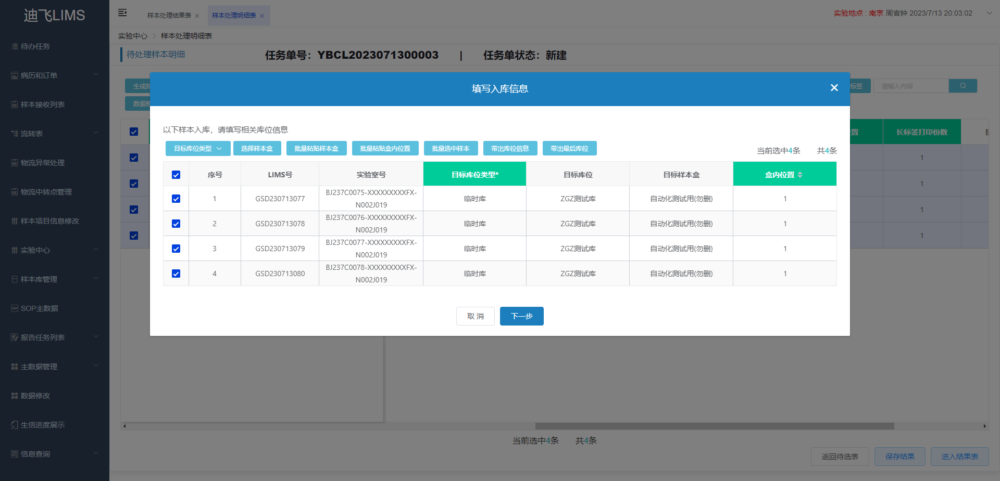 迪飞LIMS
待办任务
病历和订单
样本接收列表
流转表
物流异常处理
物流中转点管理
样本项目信息修改
实验中心
样本库管理
SOP主数据
报告任务列表
主数据管理
数据修改
生信进度展示
信息查询
样本处理结果表 ×
样本处理明细表 ×
实验地点 : 南京 周官钟 2023/7/13 20:03:02
实验中心 > 样本处理明细表
待处理样本明细
任务单号：YBCL2023071300003 | 任务单状态：新建
生成
标签
请输入内容
数据
置
长标签打印份数
1
1
1
1
填写入库信息
以下样本入库，请填写相关库位信息
目标库位类型 选择样本盒 批量粘贴样本盒 批量粘贴盒内位置 批量选中样本 带出库位信息 带出最后库位
当前选中4条 共4条
序号 LIMS号 实验室号 目标库位类型* 目标库位 目标样本盒 盒内位置
1 GSD230713077 BJ237C0075-XXXXXXXXXFX-N002J019 临时库 ZGZ测试库 自动化测试用(勿删) 1
2 GSD230713078 BJ237C0076-XXXXXXXXXFX-N002J019 临时库 ZGZ测试库 自动化测试用(勿删) 1
3 GSD230713079 BJ237C0077-XXXXXXXXXFX-N002J019 临时库 ZGZ测试库 自动化测试用(勿删) 1
4 GSD230713080 BJ237C0078-XXXXXXXXXFX-N002J019 临时库 ZGZ测试库 自动化测试用(勿删) 1
取 消 下一步
当前选中4条 共4条
返回待选表 保存结果 进入结果表